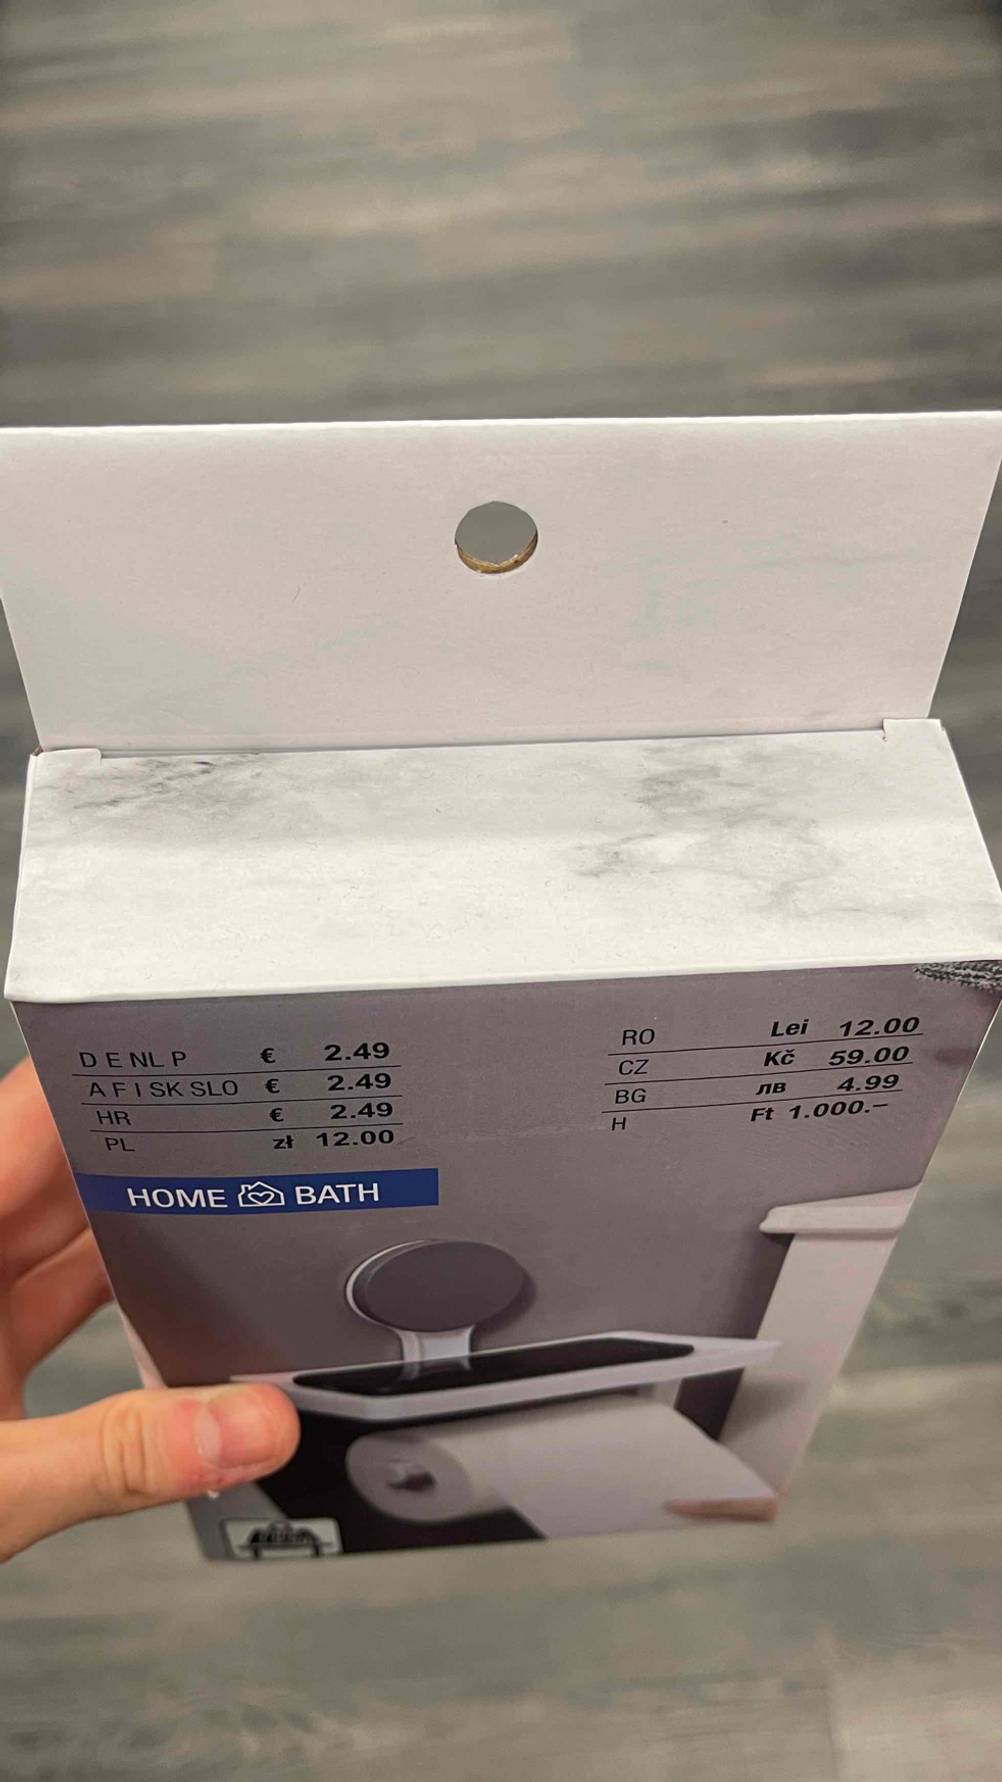 D E NL P € 2.49
A F I SK SLO € 2.49
HR € 2.49
PL zł 12.00
RO Lei 12.00
CZ Kč 59.00
BG лв 4.99
H Ft 1.000.–
HOME BATH